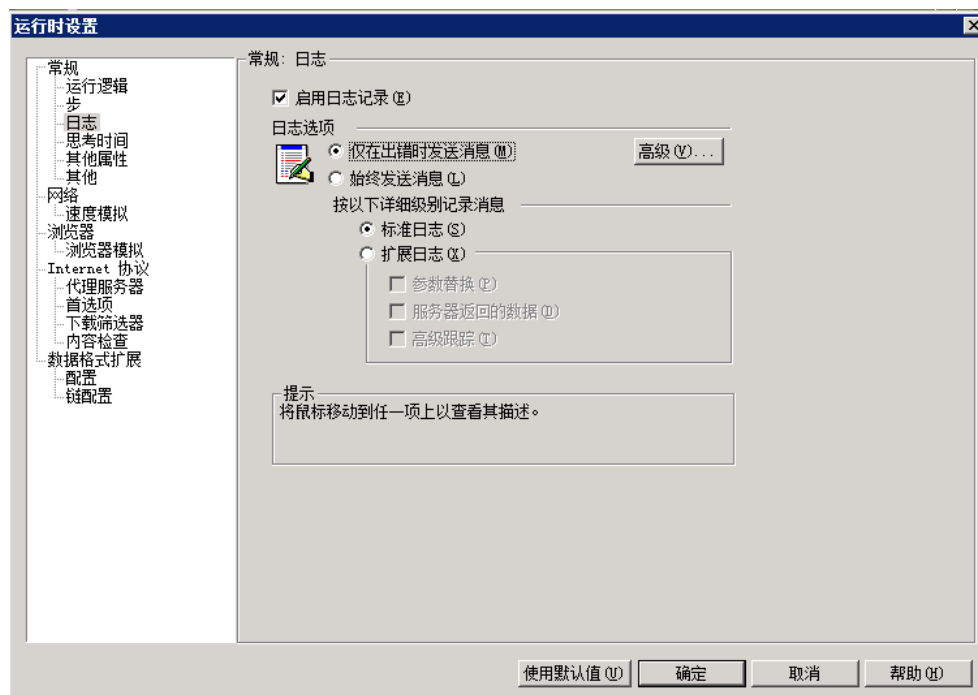 运行时设置
常规
运行逻辑
步
日志
思考时间
其他属性
其他
网络
速度模拟
浏览器
浏览器模拟
Internet 协议
代理服务器
首选项
下载筛选器
内容检查
数据格式扩展
配置
链配置
常规: 日志
启用日志记录(E)
日志选项
仅在出错时发送消息(M)
高级(V)...
始终发送消息(L)
按以下详细级别记录消息
标准日志(S)
扩展日志(X)
参数替换(P)
服务器返回的数据(D)
高级跟踪(T)
提示
将鼠标移动到任一项上以查看其描述。
使用默认值(U)
确定
取消
帮助(H)